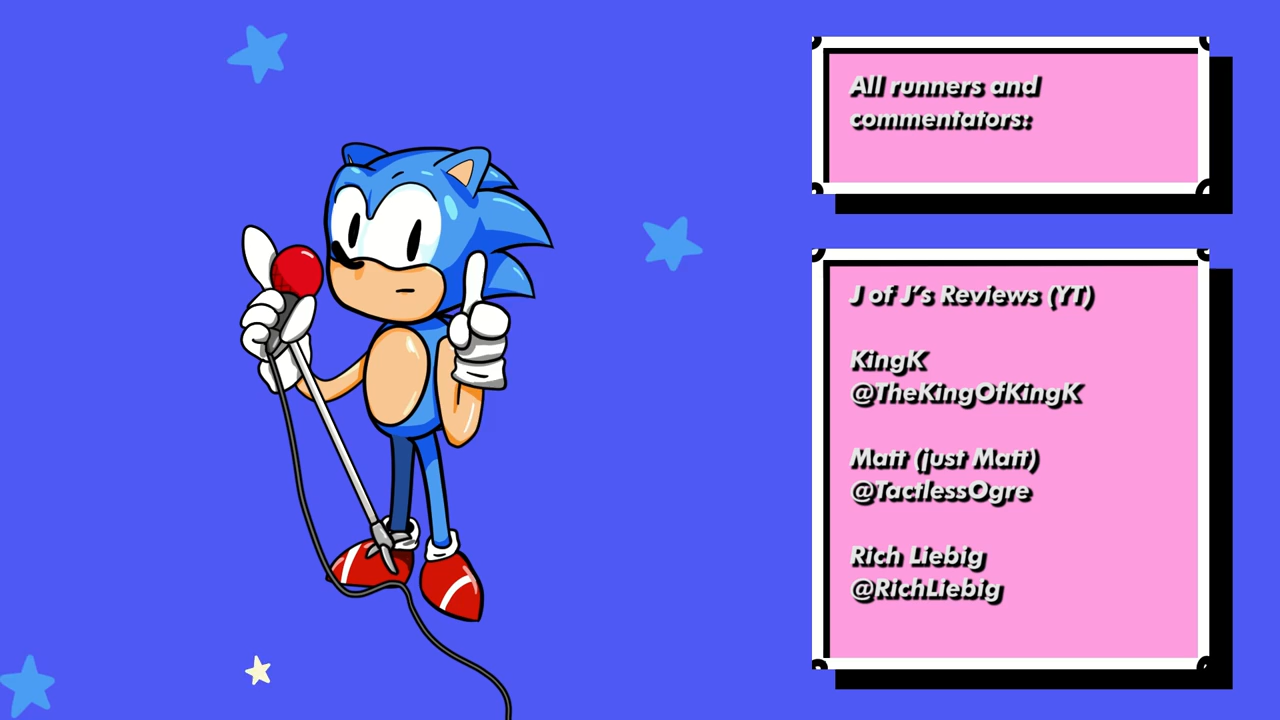 All runners and
commentators:
J of J's Reviews (YT)
KingK
@TheKingOfKingK
Matt (just Matt)
@TactlessOgre
Rich Liebig
@RichLiebig